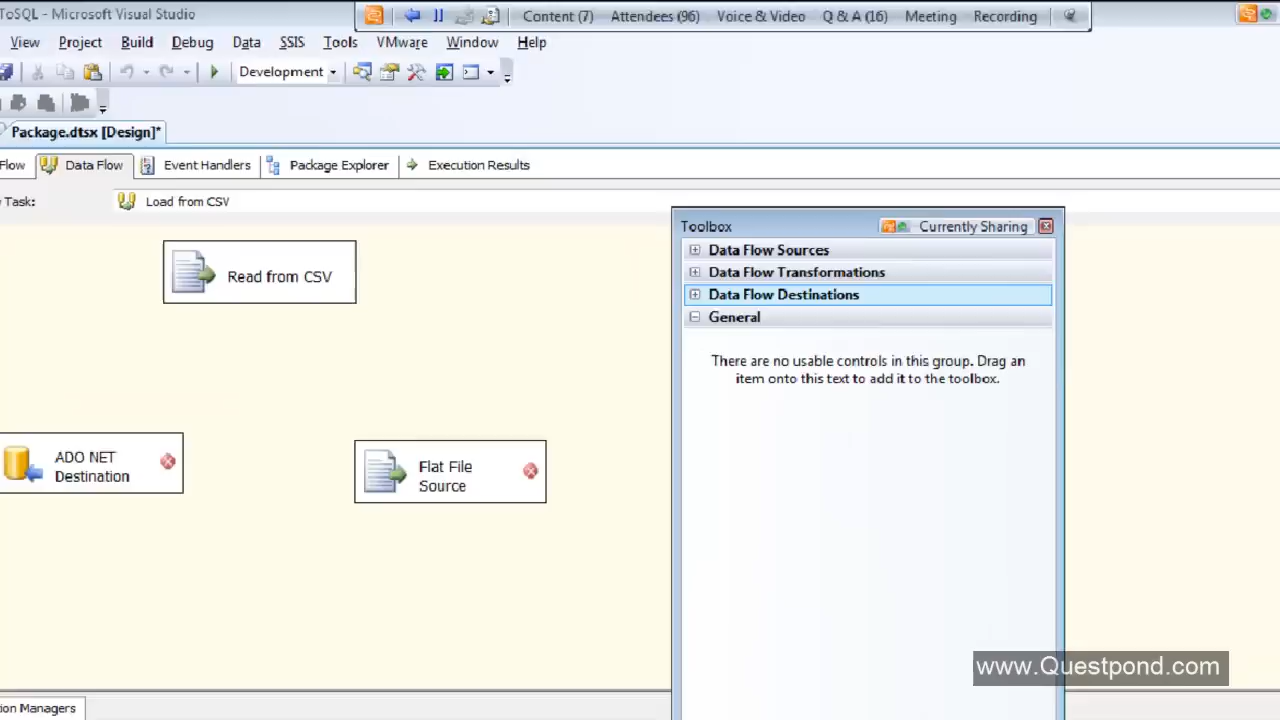 ToSQL - Microsoft Visual Studio
Content (7) Attendees (96) Voice & Video Q & A (16) Meeting Recording
View Project Build Debug Data SSIS Tools VMware Window Help
Development
Package.dtsx [Design]*
Flow Data Flow Event Handlers Package Explorer Execution Results
Task: Load from CSV
Toolbox Currently Sharing
Data Flow Sources
Data Flow Transformations
Data Flow Destinations
General
There are no usable controls in this group. Drag an
item onto this text to add it to the toolbox.
Read from CSV
ADO NET
Destination
Flat File
Source
www.Questpond.com
ion Managers